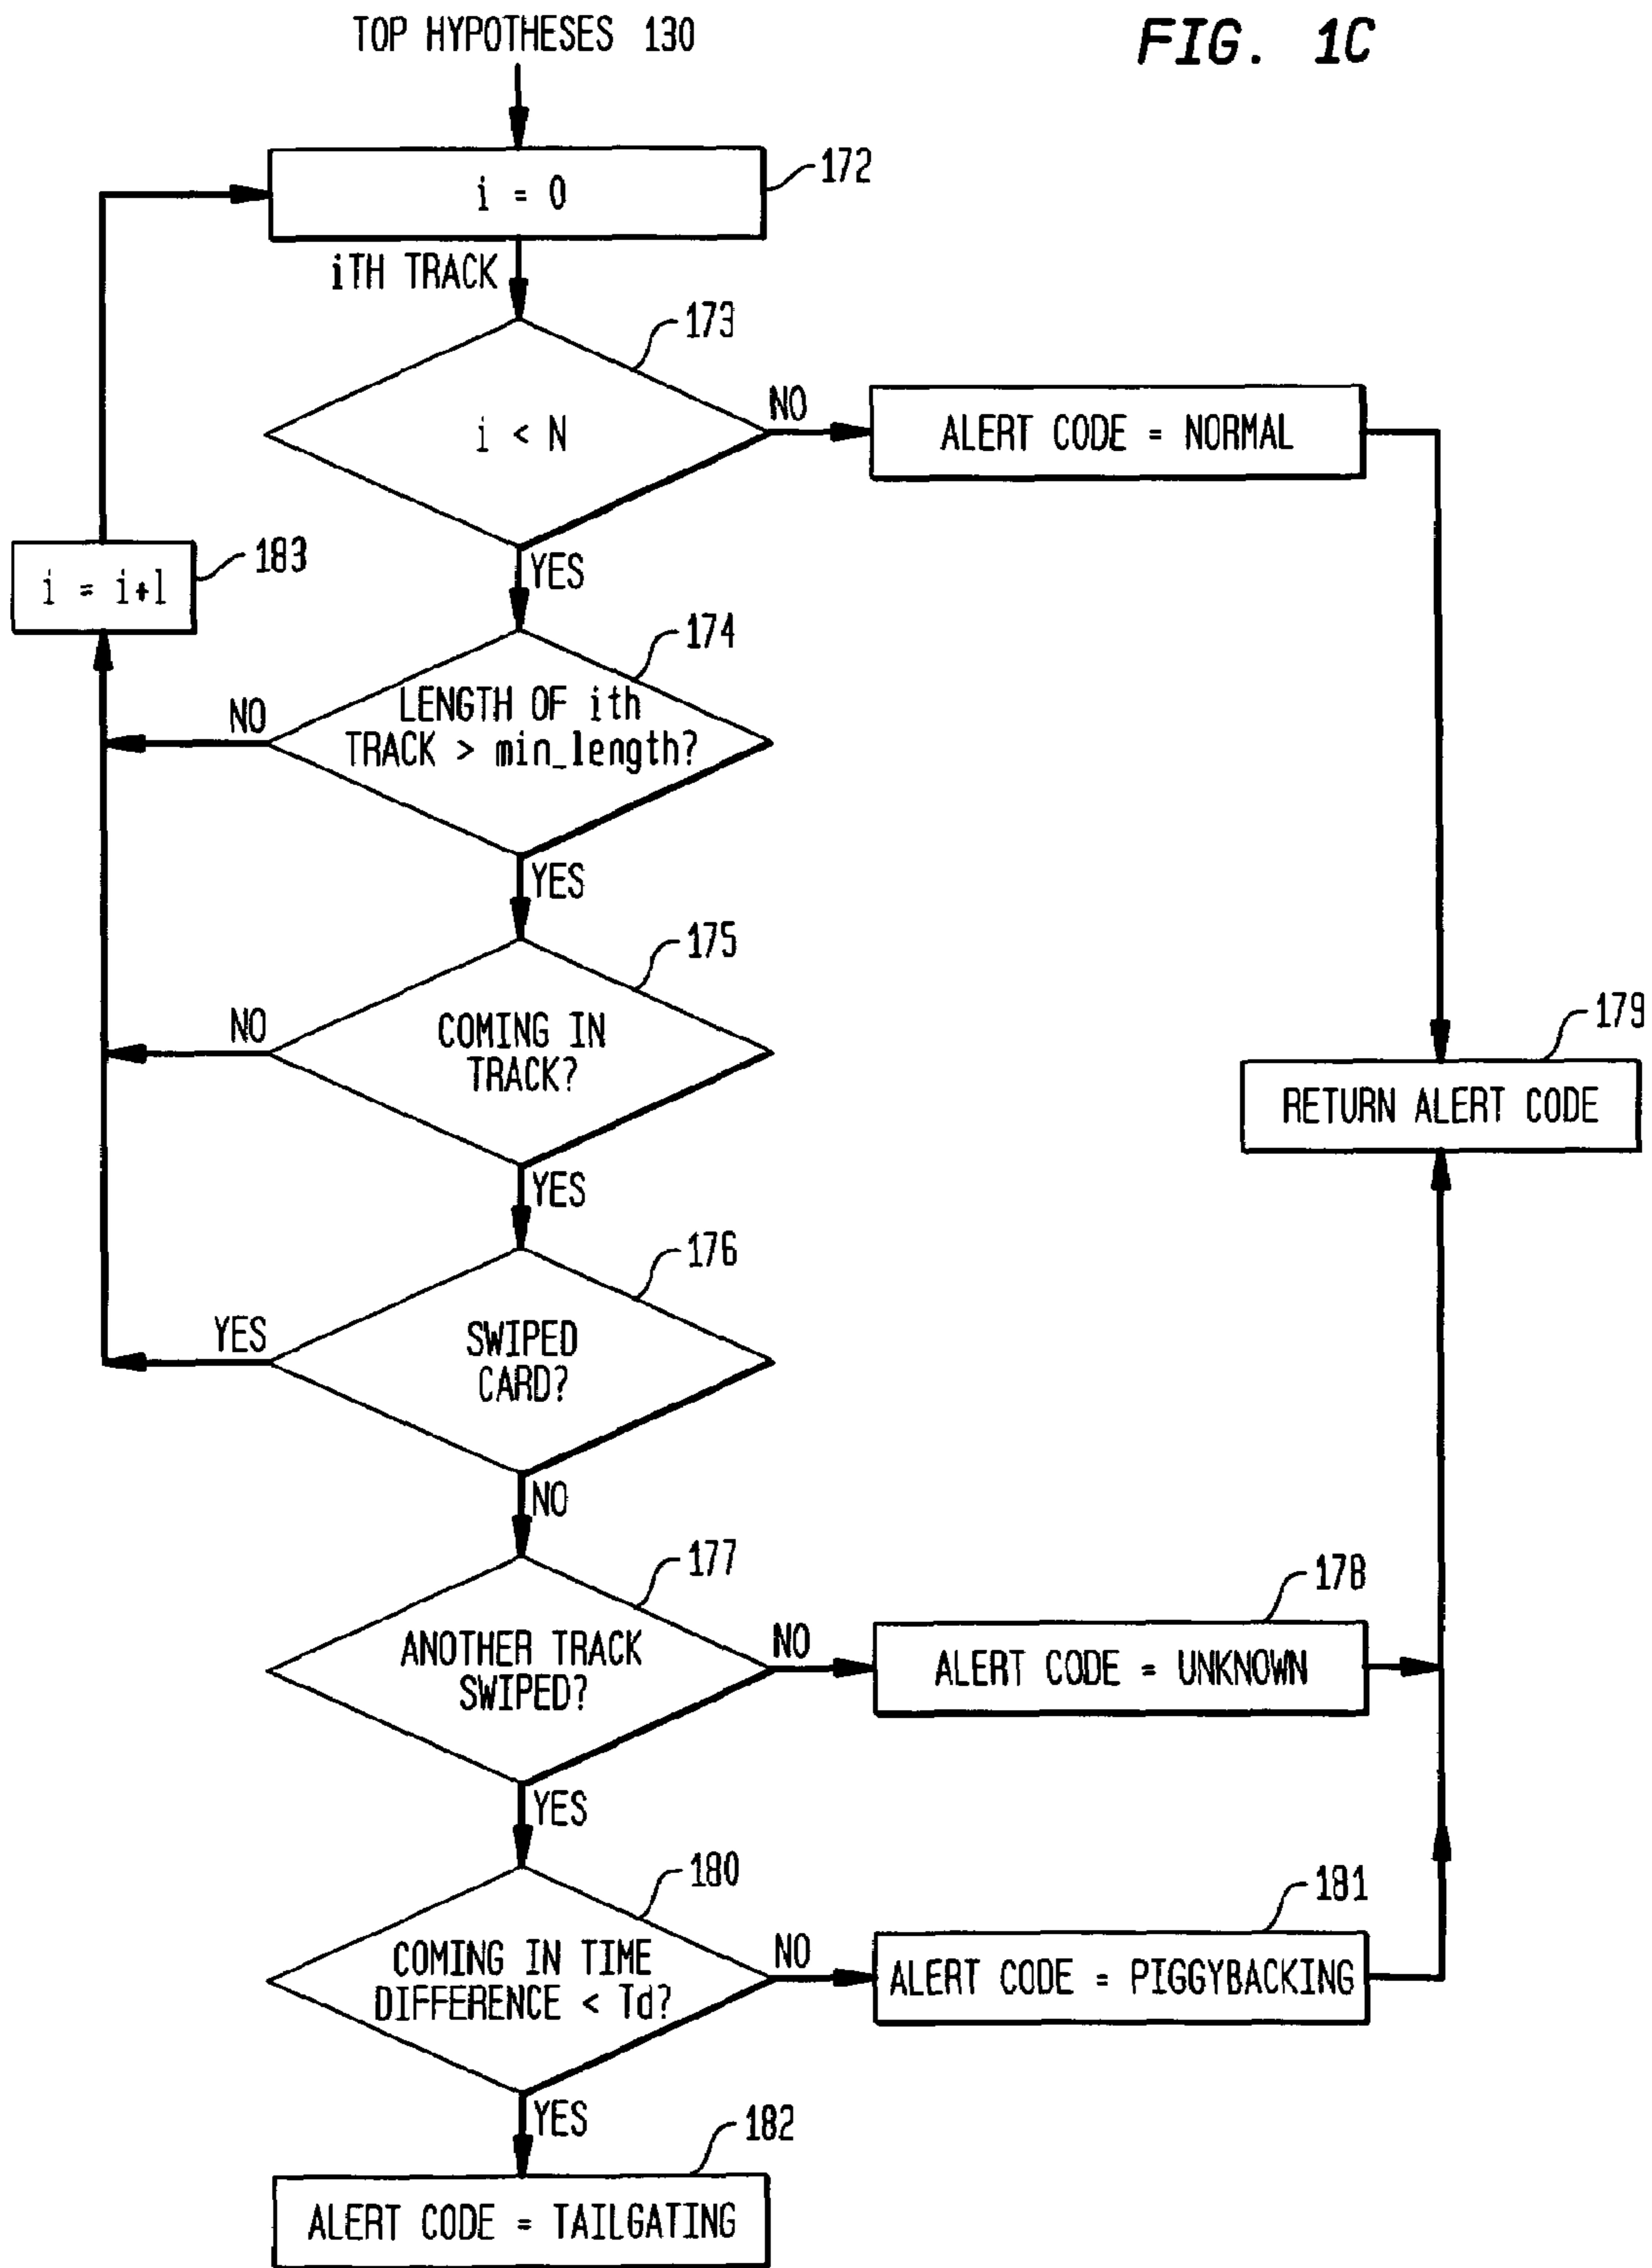 TOP HYPOTHESES 130
FIG. 1C
i = 0
172
iTH TRACK
173
i < N
NO
ALERT CODE = NORMAL
YES
i = i+1
183
174
LENGTH OF ith
TRACK > min_length?
NO
YES
175
COMING IN
TRACK?
NO
179
RETURN ALERT CODE
YES
176
SWIPED
CARD?
YES
NO
177
ANOTHER TRACK
SWIPED?
NO
178
ALERT CODE = UNKNOWN
YES
180
COMING IN TIME
DIFFERENCE < Td?
NO
181
ALERT CODE = PIGGYBACKING
YES
182
ALERT CODE = TAILGATING